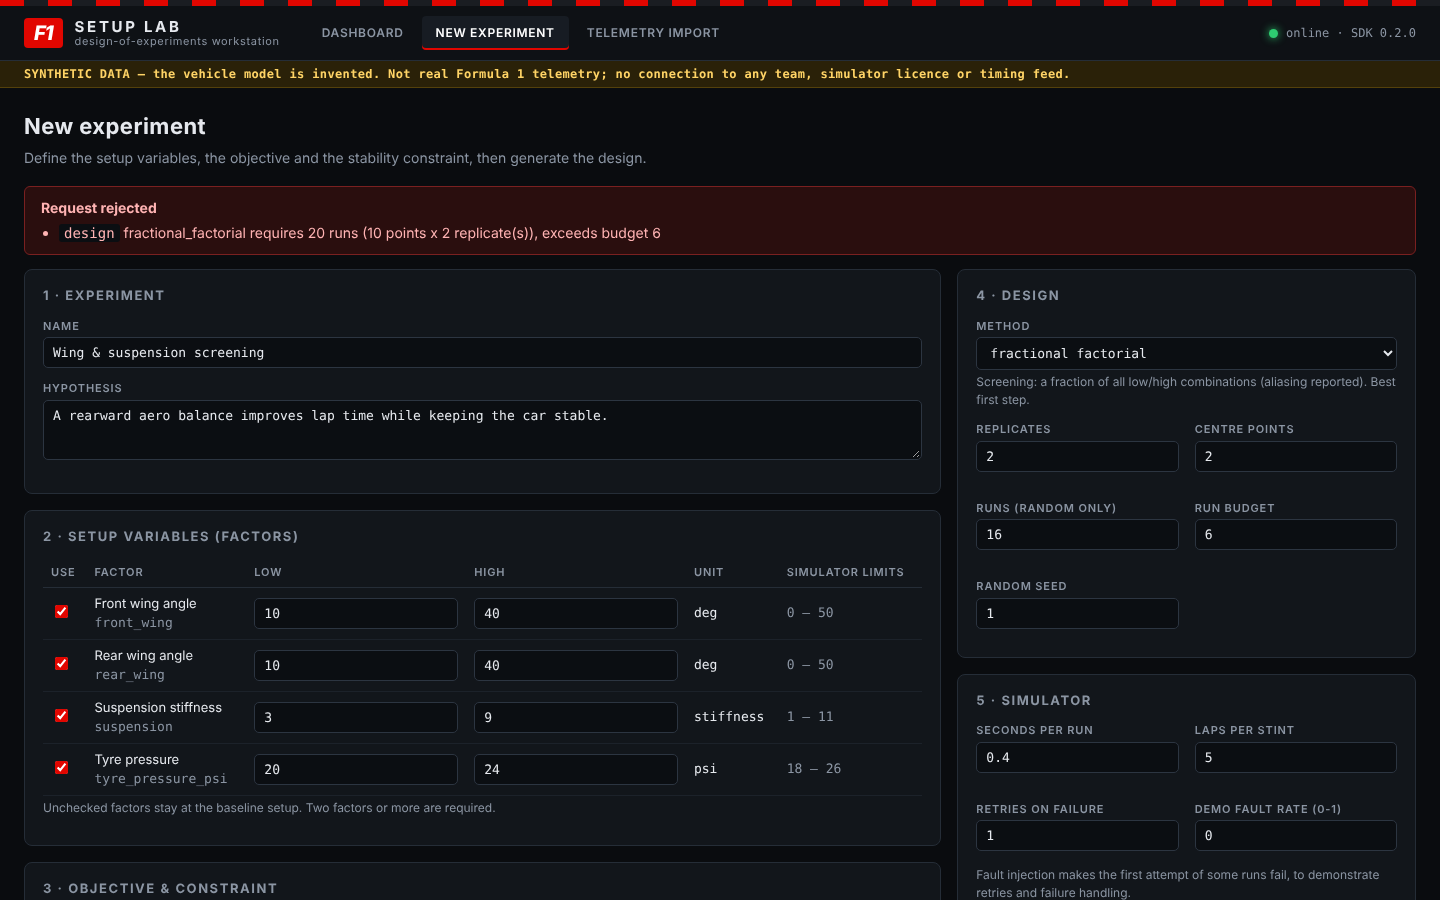 F1 SETUP LAB
design-of-experiments workstation
DASHBOARD NEW EXPERIMENT TELEMETRY IMPORT
online · SDK 0.2.0
SYNTHETIC DATA — the vehicle model is invented. Not real Formula 1 telemetry; no connection to any team, simulator licence or timing feed.
New experiment
Define the setup variables, the objective and the stability constraint, then generate the design.
Request rejected
• design fractional_factorial requires 20 runs (10 points x 2 replicate(s)), exceeds budget 6
1 · EXPERIMENT
NAME
Wing & suspension screening
HYPOTHESIS
A rearward aero balance improves lap time while keeping the car stable.
2 · SETUP VARIABLES (FACTORS)
USE FACTOR LOW HIGH UNIT SIMULATOR LIMITS
Front wing angle
front_wing
10 40 deg 0 — 50
Rear wing angle
rear_wing
10 40 deg 0 — 50
Suspension stiffness
suspension
3 9 stiffness 1 — 11
Tyre pressure
tyre_pressure_psi
20 24 psi 18 — 26
Unchecked factors stay at the baseline setup. Two factors or more are required.
3 · OBJECTIVE & CONSTRAINT
4 · DESIGN
METHOD
fractional factorial
Screening: a fraction of all low/high combinations (aliasing reported). Best
first step.
REPLICATES CENTRE POINTS
2 2
RUNS (RANDOM ONLY) RUN BUDGET
16 6
RANDOM SEED
1
5 · SIMULATOR
SECONDS PER RUN LAPS PER STINT
0.4 5
RETRIES ON FAILURE DEMO FAULT RATE (0-1)
1 0
Fault injection makes the first attempt of some runs fail, to demonstrate
retries and failure handling.